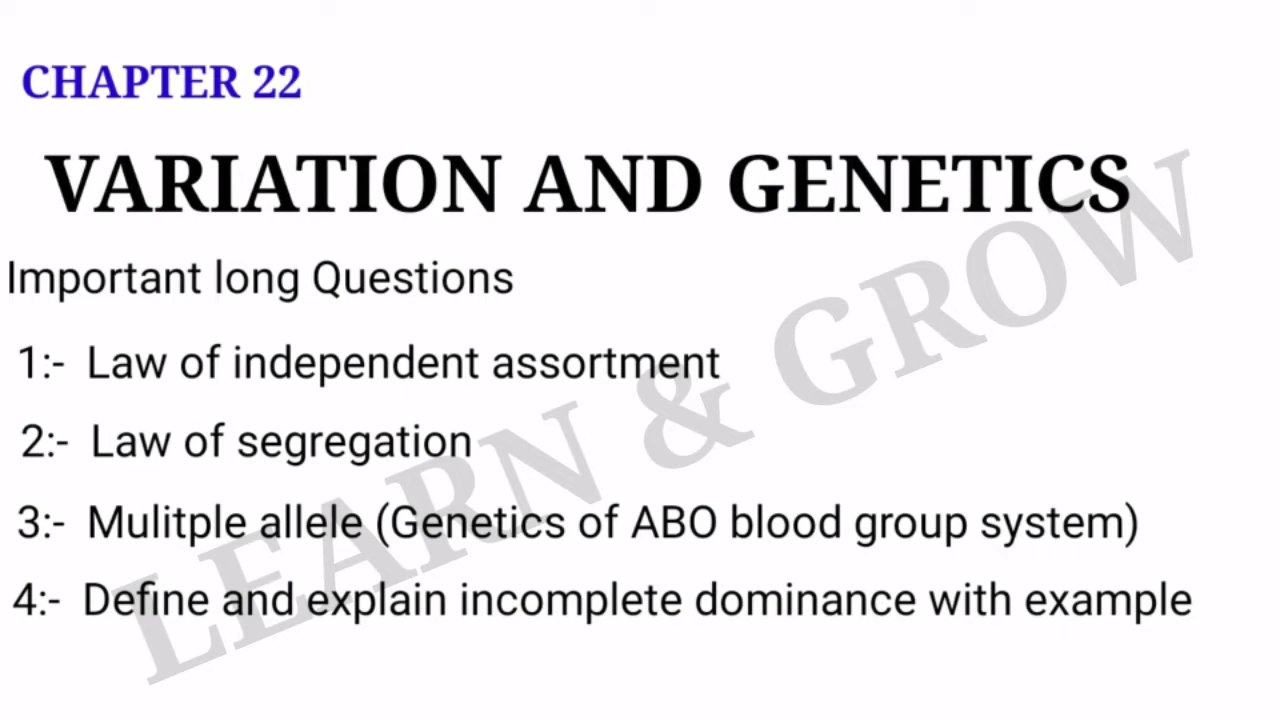 CHAPTER 22
VARIATION AND GENETICS
Important long Questions
1:- Law of independent assortment
2:- Law of segregation
3:- Mulitple allele (Genetics of ABO blood group system)
4:- Define and explain incomplete dominance with example
LEARN & GROW